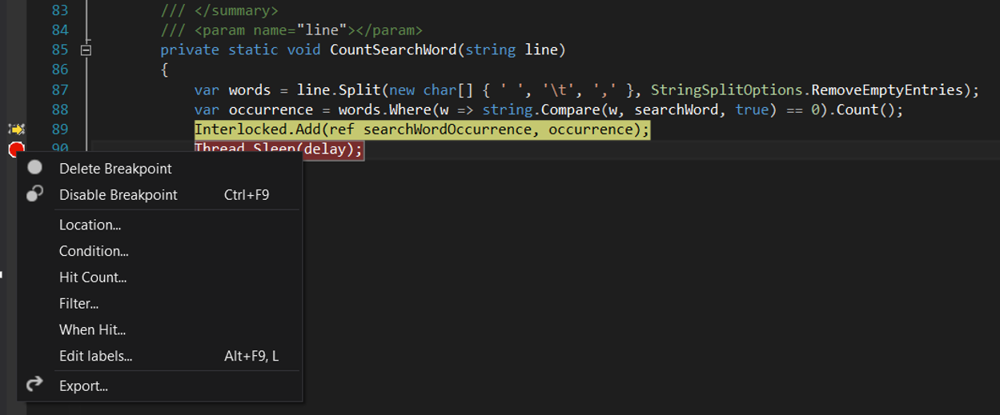 83 /// </summary>
84 /// <param name="line"></param>
85 private static void CountSearchWord(string line)
86 {
87 var words = line.Split(new char[] { ' ', '\t', ',' }, StringSplitOptions.RemoveEmptyEntries);
88 var occurrence = words.Where(w => string.Compare(w, searchWord, true) == 0).Count();
89 Interlocked.Add(ref searchWordOccurrence, occurrence);
90 Thread.Sleep(delay);
Delete Breakpoint
Disable Breakpoint Ctrl+F9
Location...
Condition...
Hit Count...
Filter...
When Hit...
Edit labels... Alt+F9, L
Export...